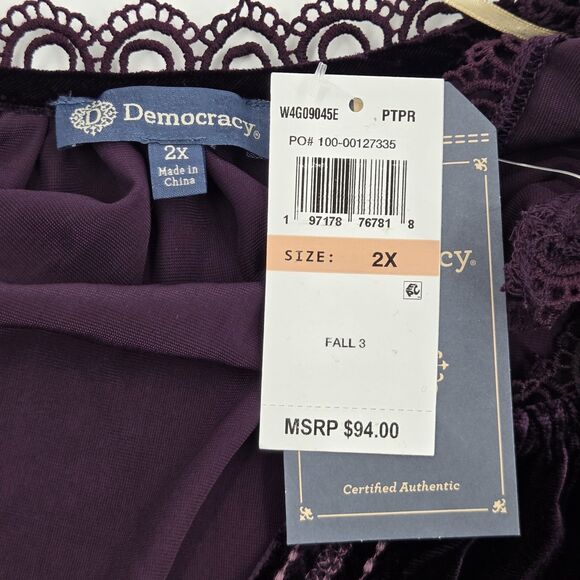 D Democracy®
2X
Made in
China
W4G09045E PTPR
PO# 100-00127335
1 97178 76781 8
SIZE: 2X
cy®
FALL 3
MSRP $94.00
Certified Authentic